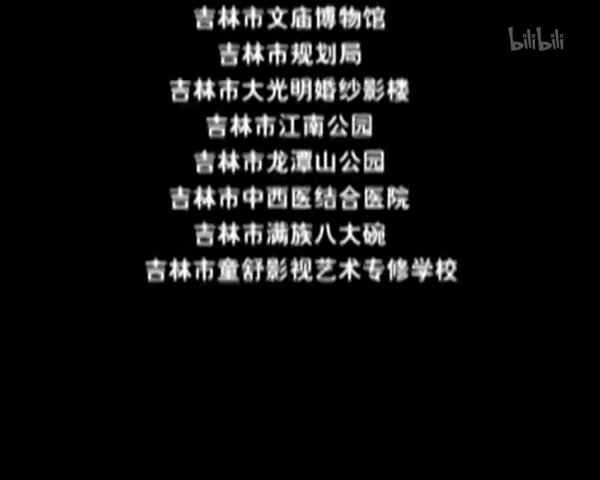 bilibili
吉林市文庙博物馆
吉林市规划局
吉林市大光明婚纱影楼
吉林市江南公园
吉林市龙潭山公园
吉林市中西医结合医院
吉林市满族八大碗
吉林市童舒影视艺术专修学校